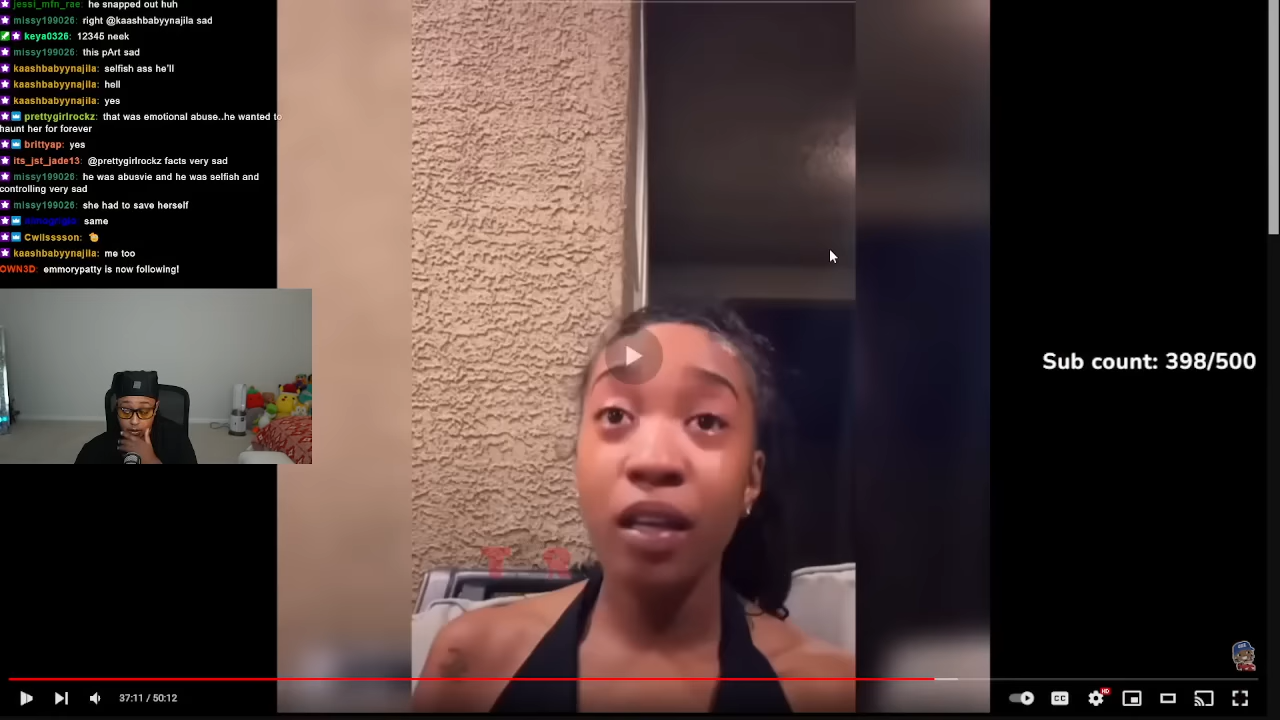 jessi_mfn_rae: he snapped out huh
missy199026: right @kaashbabyynajila sad
keya0326: 12345 neek
missy199026: this pArt sad
kaashbabyynajila: selfish ass he'll
kaashbabyynajila: hell
kaashbabyynajila: yes
prettygirlrockz: that was emotional abuse..he wanted to
haunt her for forever
brittyap: yes
its_jst_jade13: @prettygirlrockz facts very sad
missy199026: he was abusvie and he was selfish and
controlling very sad
missy199026: she had to save herself
same
Cwilsssson:
kaashbabyynajila: me too
OWN3D: emmorypatty is now following!
Sub count: 398/500
T R
37:11 / 50:12
CC
HD